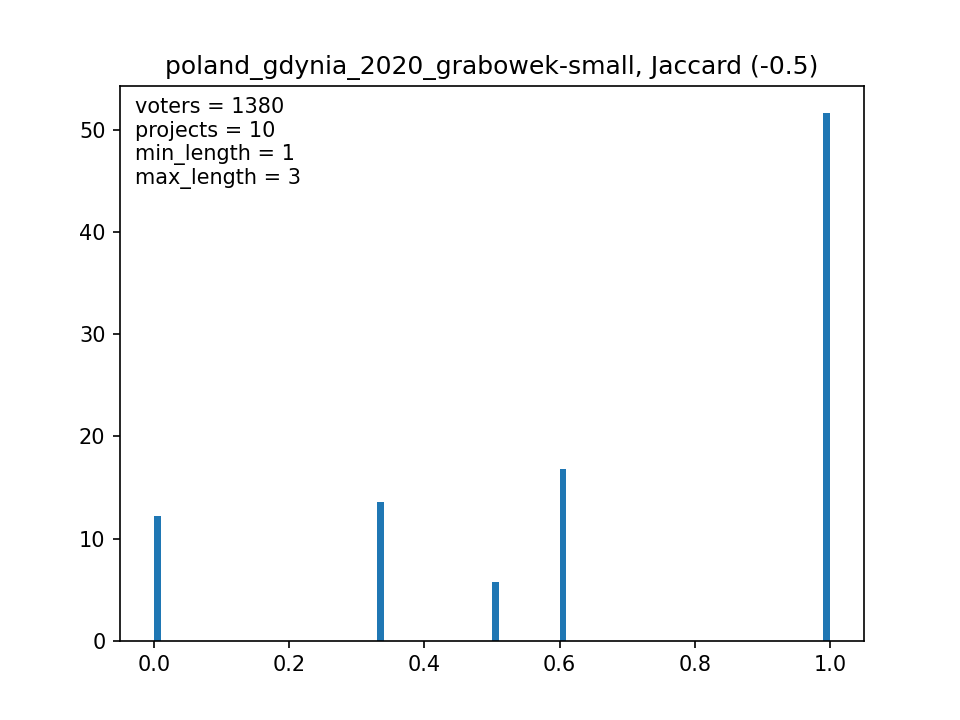 poland_gdynia_2020_grabowek-small, Jaccard (-0.5)
voters = 1380
projects = 10
min_length = 1
max_length = 3
50
40
30
20
10
0
0.0 0.2 0.4 0.6 0.8 1.0